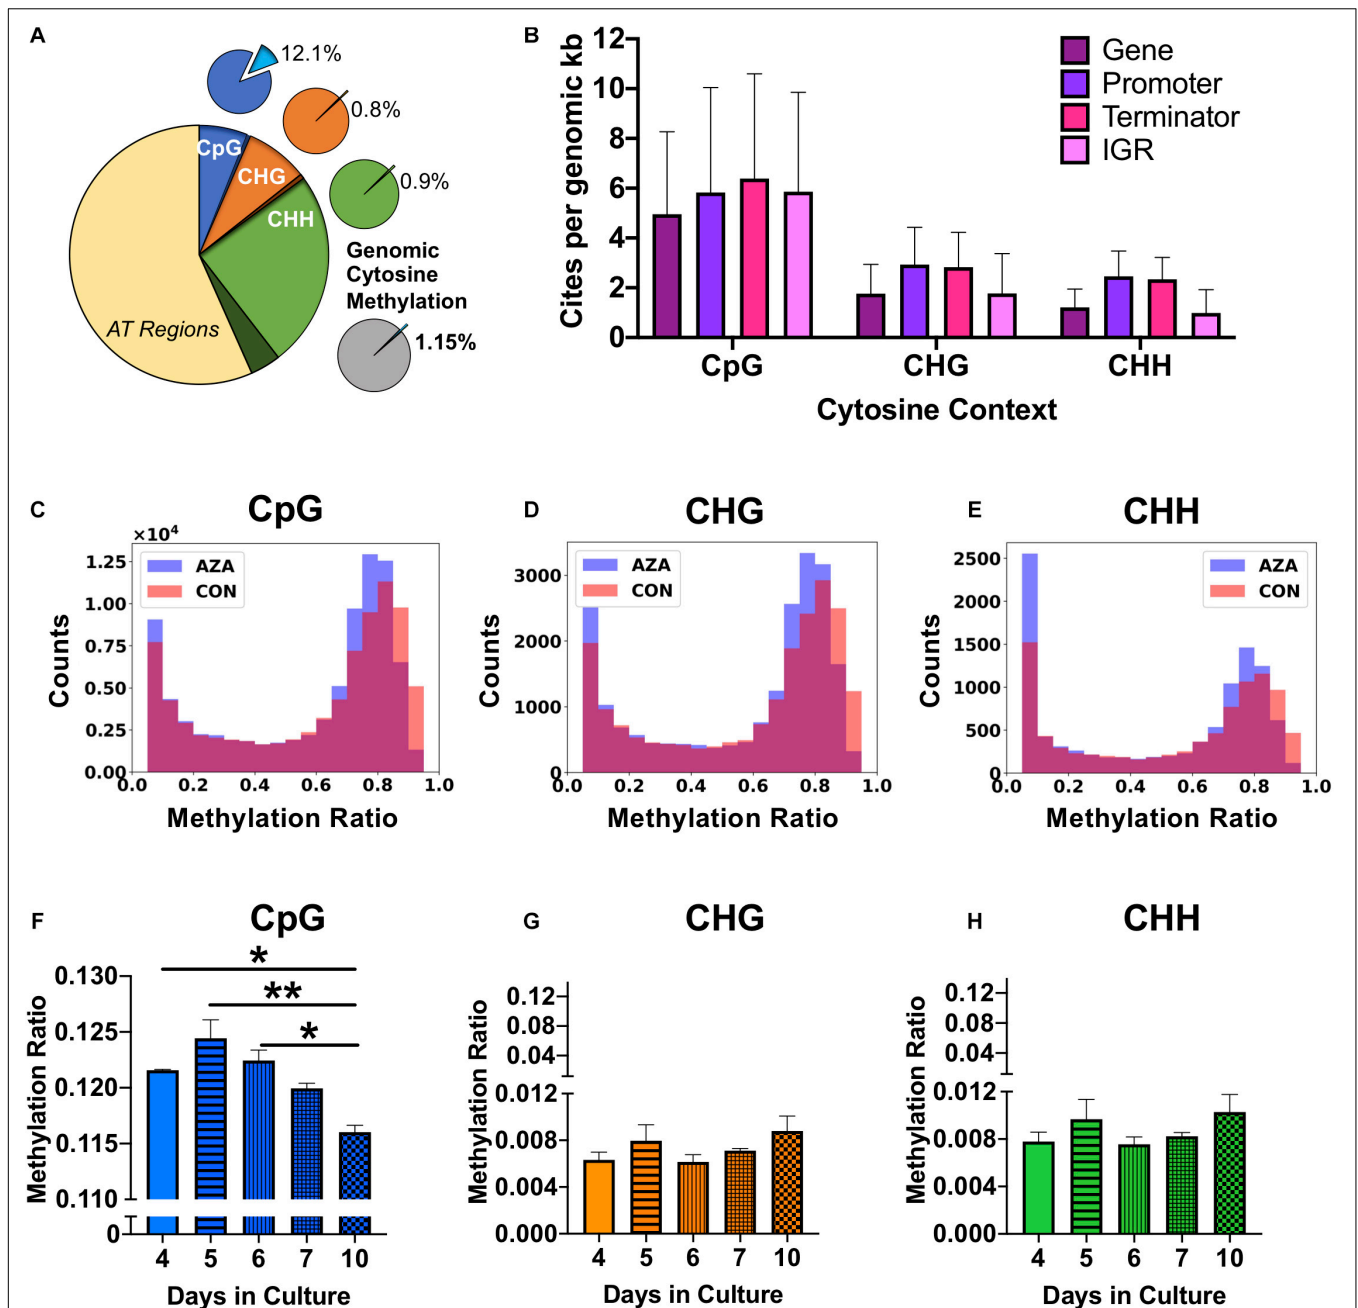 A
12.1%
0.8%
0.9%
CpG
CHG
CHH
AT Regions
Genomic
Cytosine
Methylation
1.15%
B
Cites per genomic kb
12
10
8
6
4
2
0
CpG CHG CHH
Cytosine Context
Gene
Promoter
Terminator
IGR
C
CpG
×10⁴
Counts
1.25
1.00
0.75
0.50
0.25
0.00
AZA
CON
0.0 0.2 0.4 0.6 0.8 1.0
Methylation Ratio
D
CHG
Counts
3000
2000
1000
0
AZA
CON
0.0 0.2 0.4 0.6 0.8 1.0
Methylation Ratio
E
CHH
Counts
2500
2000
1500
1000
500
0
AZA
CON
0.0 0.2 0.4 0.6 0.8 1.0
Methylation Ratio
F
CpG
Methylation Ratio
0.130
0.125
0.120
0.115
0.110
0
*
**
*
4 5 6 7 10
Days in Culture
G
CHG
Methylation Ratio
0.12
0.08
0.04
0.012
0.008
0.004
0.000
4 5 6 7 10
Days in Culture
H
CHH
Methylation Ratio
0.12
0.08
0.04
0.012
0.008
0.004
0.000
4 5 6 7 10
Days in Culture